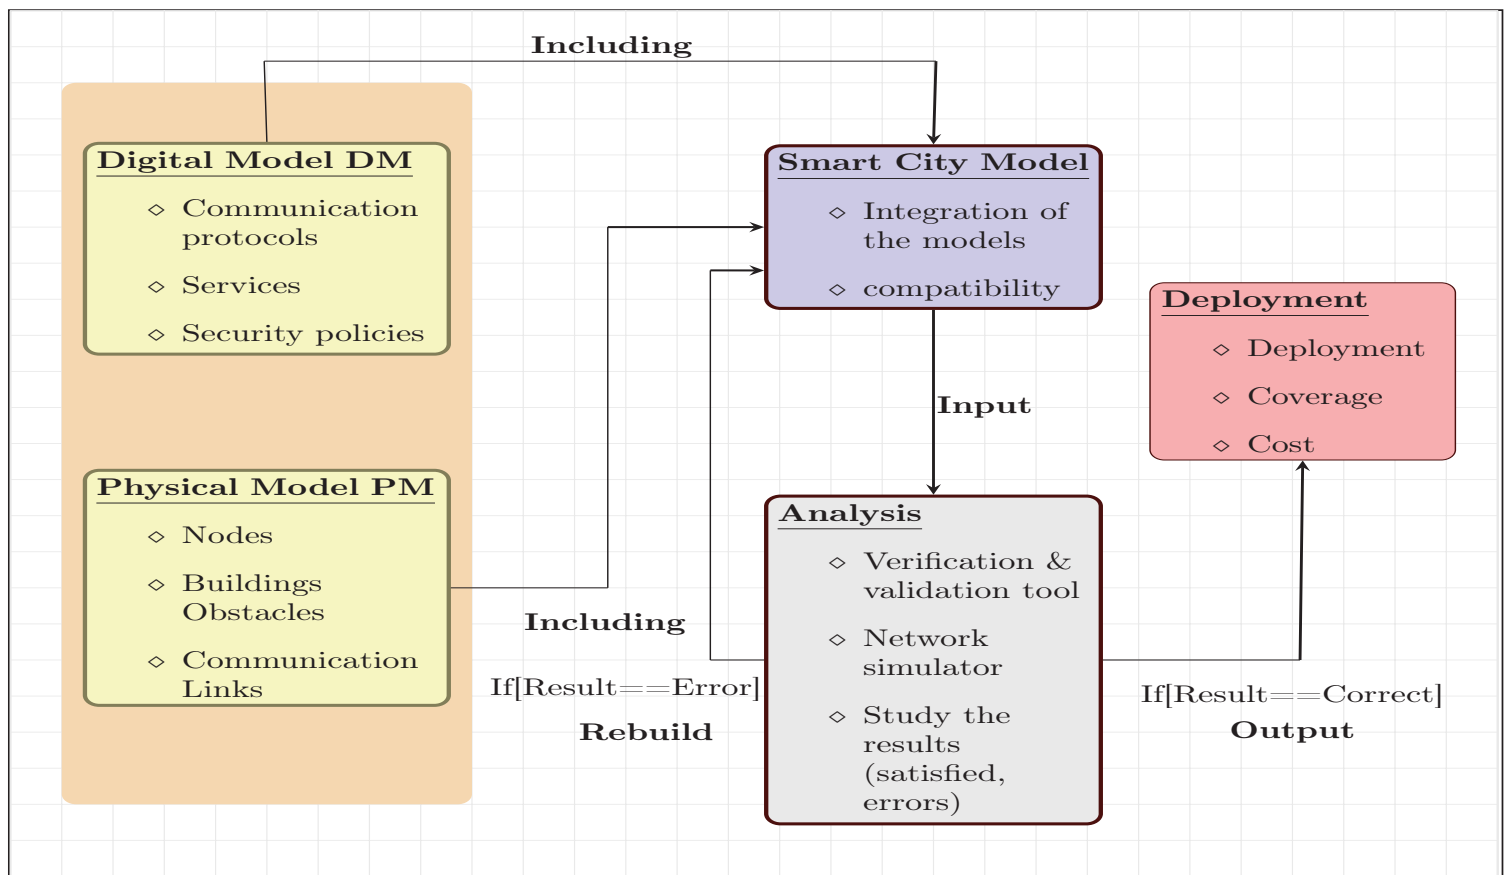 Including
Digital Model DM
◇ Communication
protocols
◇ Services
◇ Security policies
Physical Model PM
◇ Nodes
◇ Buildings
Obstacles
◇ Communication
Links
Including
If[Result==Error]
Rebuild
Smart City Model
◇ Integration of
the models
◇ compatibility
Input
Analysis
◇ Verification &
validation tool
◇ Network
simulator
◇ Study the
results
(satisfied,
errors)
Deployment
◇ Deployment
◇ Coverage
◇ Cost
If[Result==Correct]
Output